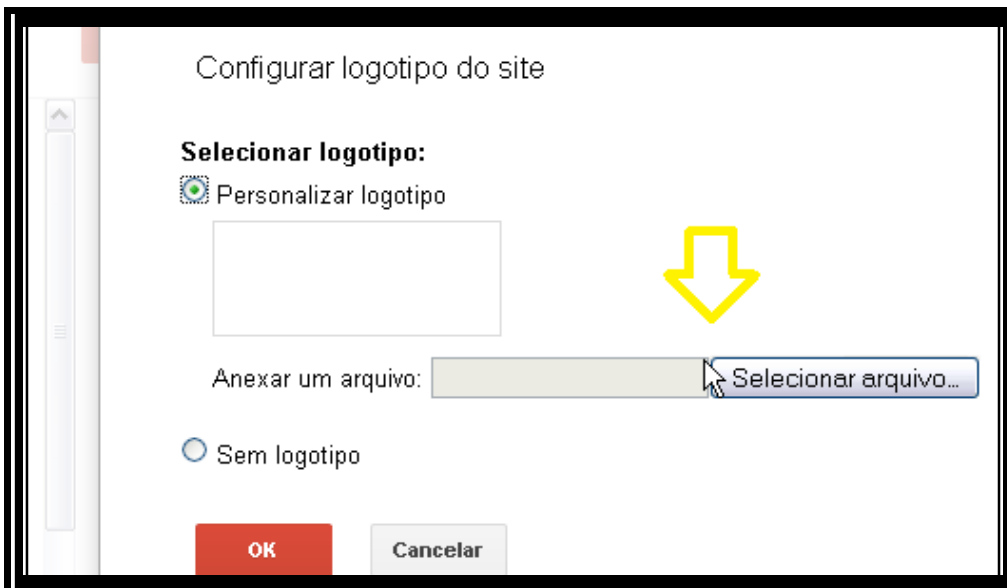 Configurar logotipo do site
Selecionar logotipo:
Personalizar logotipo
Anexar um arquivo: Selecionar arquivo...
Sem logotipo
OK Cancelar